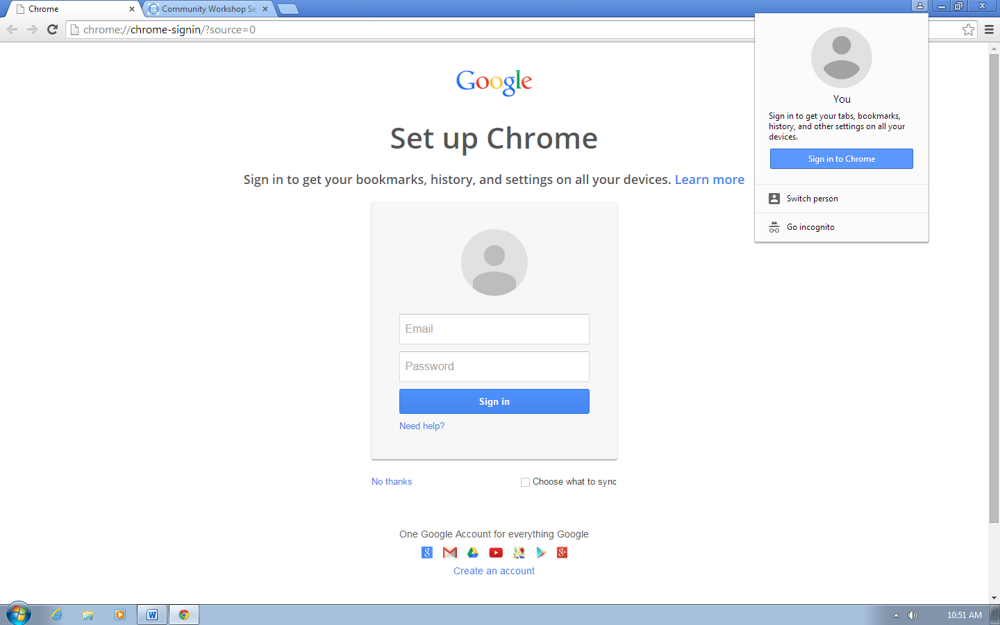 Chrome
Community Workshop Se
chrome://chrome-signin/?source=0
Google
Set up Chrome
Sign in to get your bookmarks, history, and settings on all your devices. Learn more
Email
Password
Sign in
Need help?
No thanks
Choose what to sync
One Google Account for everything Google
Create an account
You
Sign in to get your tabs, bookmarks,
history, and other settings on all your
devices.
Sign in to Chrome
Switch person
Go incognito
10:51 AM